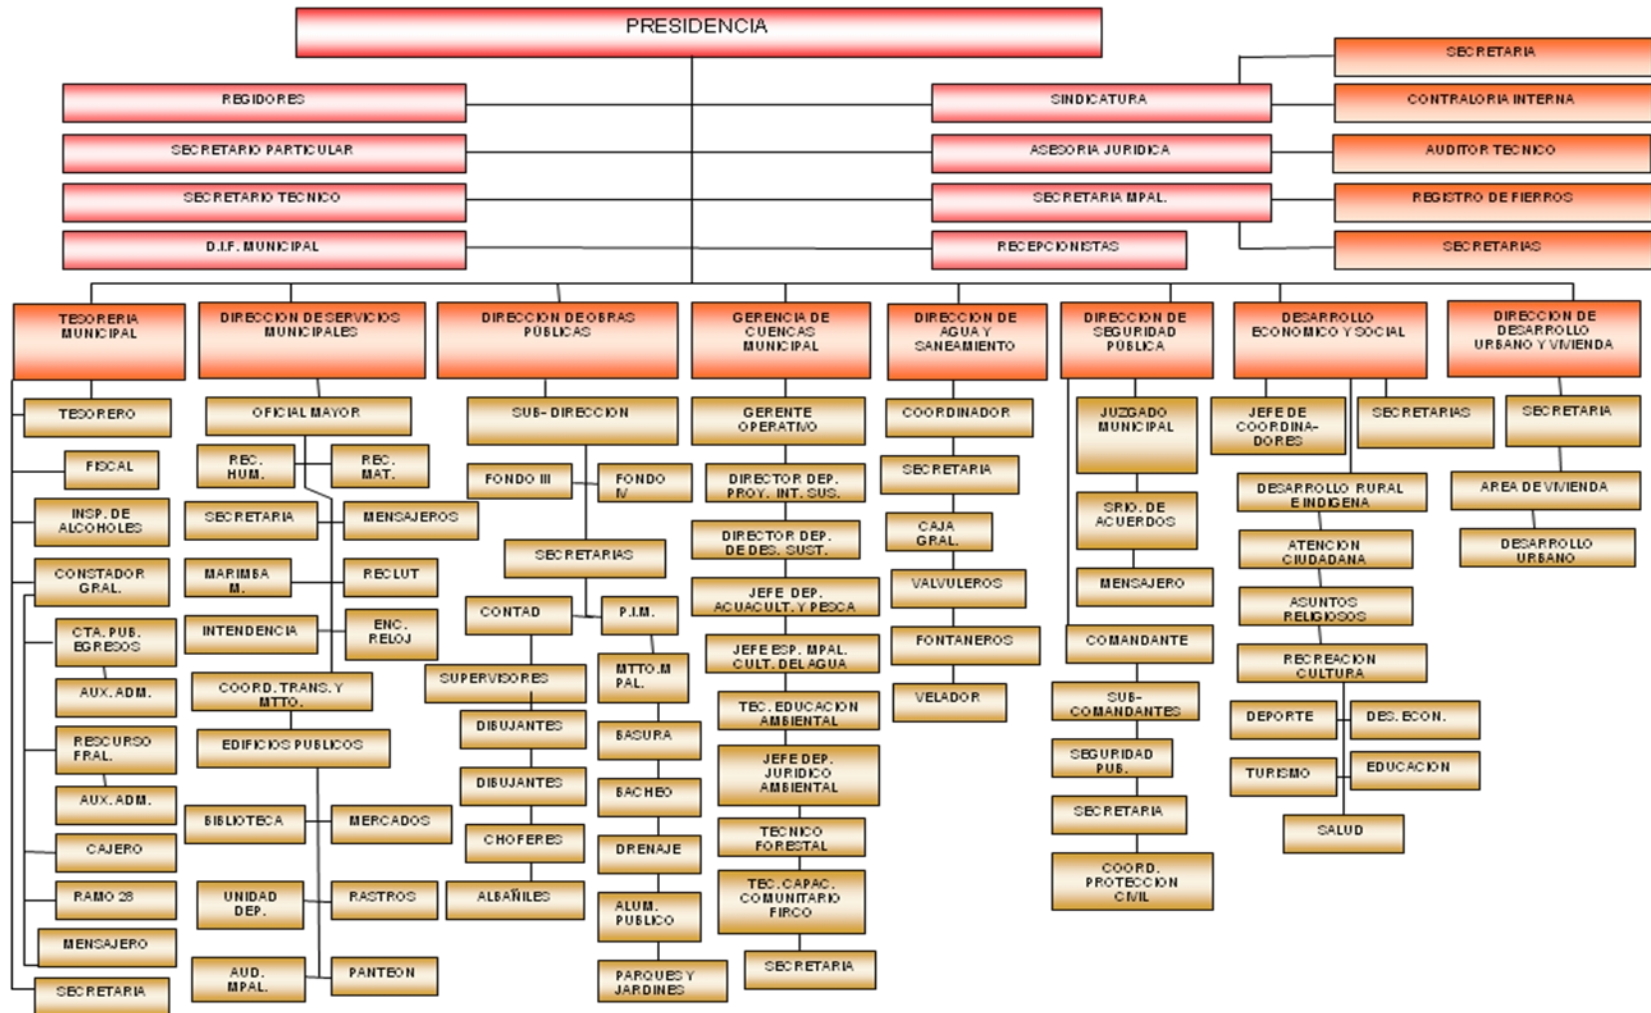 PRESIDENCIA
SECRETARIA
REGIDORES
SINDICATURA
CONTRALORIA INTERNA
SECRETARIO PARTICULAR
ASESORIA JURIDICA
AUDITOR TECNICO
SECRETARIO TECNICO
SECRETARIA MPAL.
REGISTRO DE FIERROS
D.I.F. MUNICIPAL
RECEPCIONISTAS
SECRETARIAS
TESORERIA
MUNICIPAL
TESORERO
FISCAL
INSP. DE
ALCOHOLES
CONSTADOR
GRAL.
CTA. PUB.
EGRESOS
AUX. ADM.
RESCURSO
FRAL.
AUX. ADM.
CAJERO
RAMO 28
MENSAJERO
SECRETARIA
DIRECCION DE SERVICIOS
MUNICIPALES
OFICIAL MAYOR
REC.
HUM.
REC.
MAT.
SECRETARIA
MENSAJEROS
MARIMBA
M.
RECLUT
INTENDENCIA
ENC.
RELOJ
COORD. TRANS. Y
MTTO.
EDIFICIOS PUBLICOS
BIBLIOTECA
MERCADOS
UNIDAD
DEP.
RASTROS
AUD.
MPAL.
PANTEON
DIRECCION DE OBRAS
PÚBLICAS
SUB- DIRECCION
FONDO III
FONDO
IV
SECRETARIAS
CONTAD
P.I.M.
SUPERVISORES
DIBUJANTES
DIBUJANTES
CHOFERES
ALBAÑILES
MTTO. M
PAL.
BASURA
BACHEO
DRENAJE
ALUM.
PUBLICO
PARQUES Y
JARDINES
GERENCIA DE
CUENCAS
MUNICIPAL
GERENTE
OPERATIVO
DIRECTOR DEP.
PROY. INT. SUS.
DIRECTOR DEP.
DE DES. SUST.
JEFE DEP.
ACUACULT. Y PESCA
JEFE ESP. MPAL.
CULT. DEL AGUA
TEC. EDUCACION
AMBIENTAL
JEFE DEP.
JURIDICO
AMBIENTAL
TECNICO
FORESTAL
TEC. CAPAC.
COMUNITARIO
FIRCO
SECRETARIA
DIRECCION DE
AGUA Y
SANEAMIENTO
COORDINADOR
SECRETARIA
CAJA
GRAL.
VALVULEROS
FONTANEROS
VELADOR
DIRECCION DE
SEGURIDAD
PÚBLICA
JUZGADO
MUNICIPAL
SRIO. DE
ACUERDOS
MENSAJERO
COMANDANTE
SUB-
COMANDANTES
SEGURIDAD
PUB.
SECRETARIA
COORD.
PROTECCION
CIVIL
DESARROLLO
ECONOMICO Y SOCIAL
JEFE DE
COORDINA-
DORES
SECRETARIAS
DESARROLLO RURAL
E INDIGENA
ATENCION
CIUDADANA
ASUNTOS
RELIGIOSOS
RECREACION
CULTURA
DEPORTE
DES. ECON.
TURISMO
EDUCACION
SALUD
DIRECCION DE
DESARROLLO
URBANO Y VIVIENDA
SECRETARIA
AREA DE VIVIENDA
DESARROLLO
URBANO